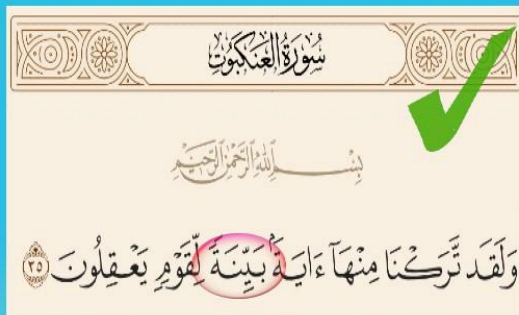 سُورَةُ العَنكَبُوتِ
بِسْمِ ٱللَّهِ ٱلرَّحْمَٰنِ ٱلرَّحِيمِ
وَلَقَد تَّرَكْنَا مِنْهَآ ءَايَةَۢ بَيِّنَةً لِّقَوْمٍ يَعْقِلُونَ ٣٥